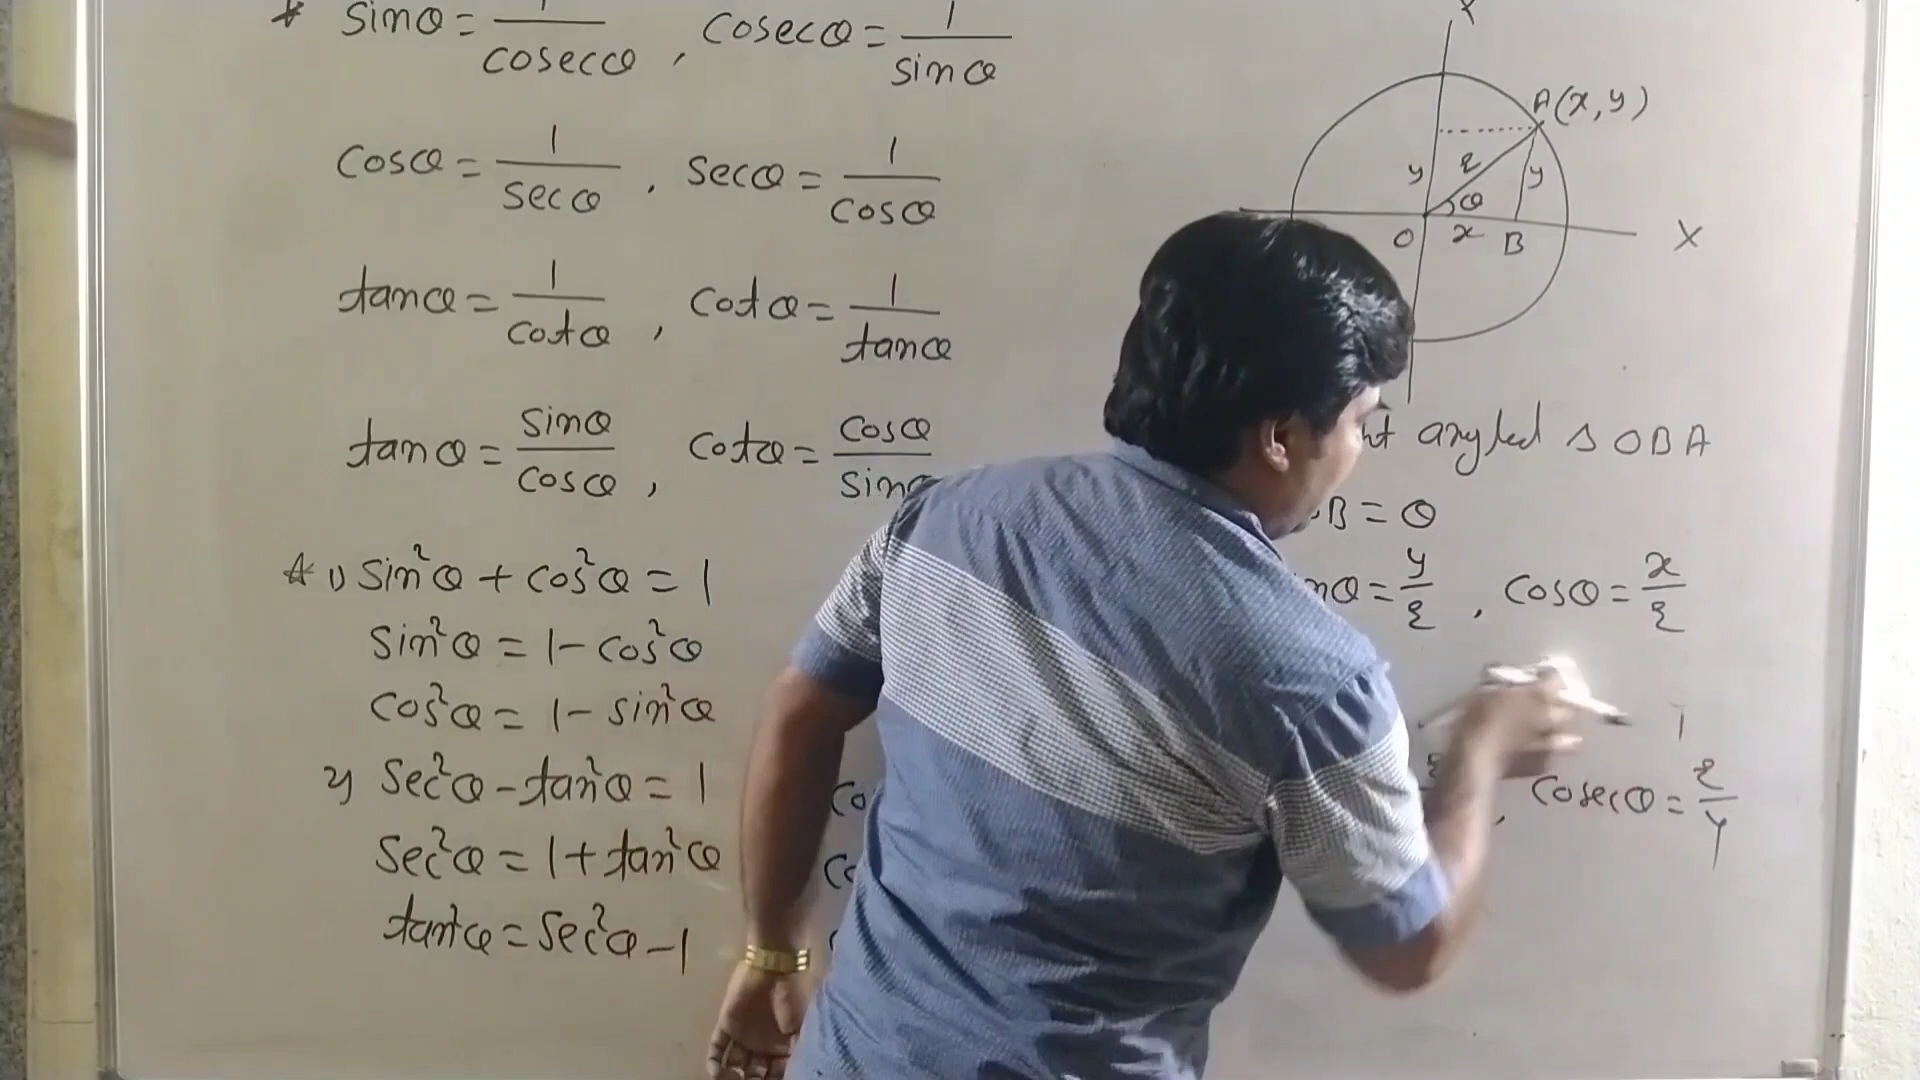 * sinθ = 1/cosecθ , cosecθ = 1/sinθ
cosθ = 1/secθ , secθ = 1/cosθ
tanθ = 1/cotθ , cotθ = 1/tanθ
tanθ = sinθ/cosθ , cotθ = cosθ/sinθ
* 1) sin²θ + cos²θ = 1
sin²θ = 1 - cos²θ
cos²θ = 1 - sin²θ
2) sec²θ - tan²θ = 1
sec²θ = 1 + tan²θ
tan²θ = sec²θ - 1
Y
A(x, y)
y r y
θ
O x B X
angled Δ OBA
B = θ
θ = y/r , cosθ = x/r
, cosecθ = r/y